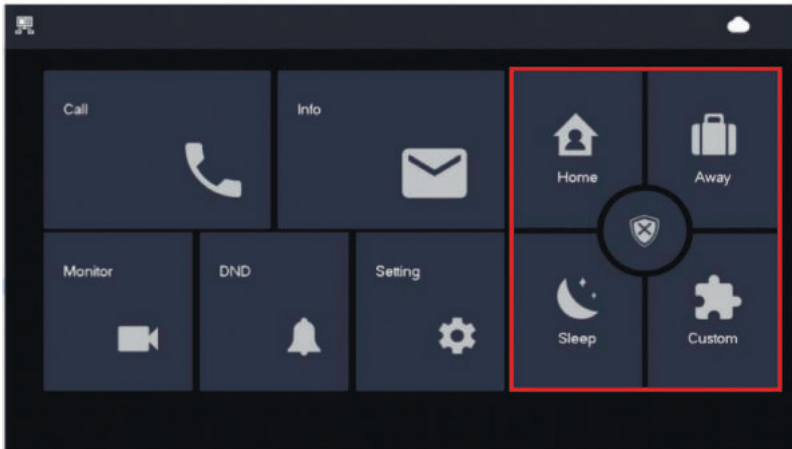 Call
Info
Home
Away
Monitor
DND
Setting
Sleep
Custom